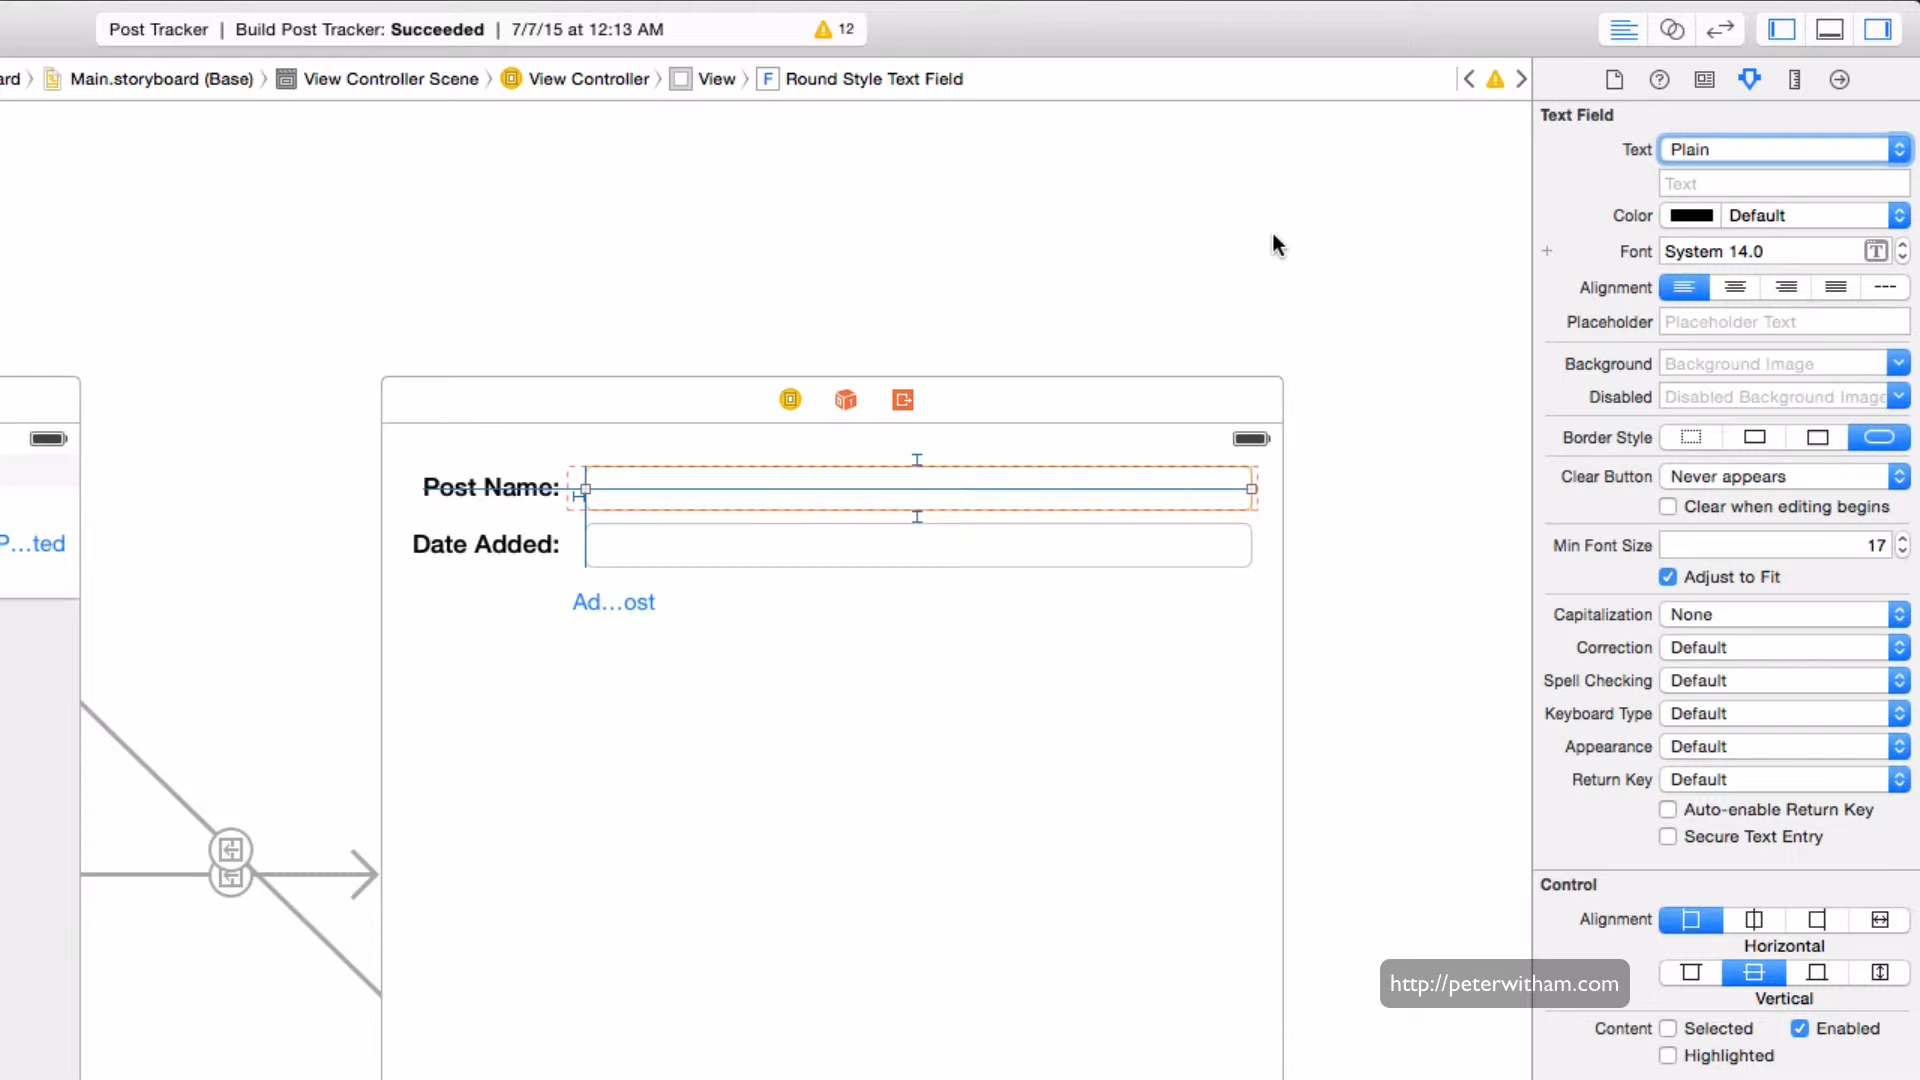 Post Tracker | Build Post Tracker: Succeeded | 7/7/15 at 12:13 AM 12
ard Main.storyboard (Base) View Controller Scene View Controller View F Round Style Text Field
Text Field
Text Plain
Text
Color Default
Font System 14.0
Alignment
Placeholder Placeholder Text
Background Background Image
Disabled Disabled Background Image
Border Style
Clear Button Never appears
Clear when editing begins
Min Font Size 17
Adjust to Fit
Capitalization None
Correction Default
Spell Checking Default
Keyboard Type Default
Appearance Default
Return Key Default
Auto-enable Return Key
Secure Text Entry
Control
Alignment
Horizontal
Vertical
Content Selected Enabled
Highlighted
P...ted
Post Name:
Date Added:
Ad...ost
http://peterwitham.com